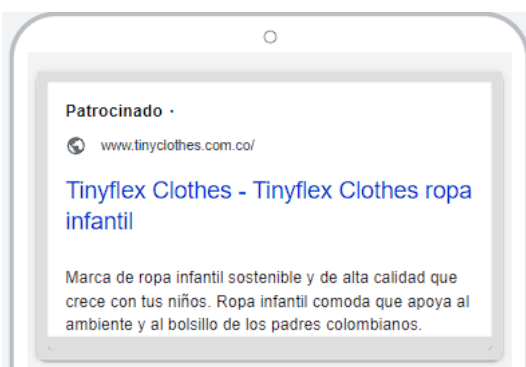 Patrocinado ·
www.tinyclothes.com.co/
Tinyflex Clothes - Tinyflex Clothes ropa
infantil
Marca de ropa infantil sostenible y de alta calidad que
crece con tus niños. Ropa infantil comoda que apoya al
ambiente y al bolsillo de los padres colombianos.